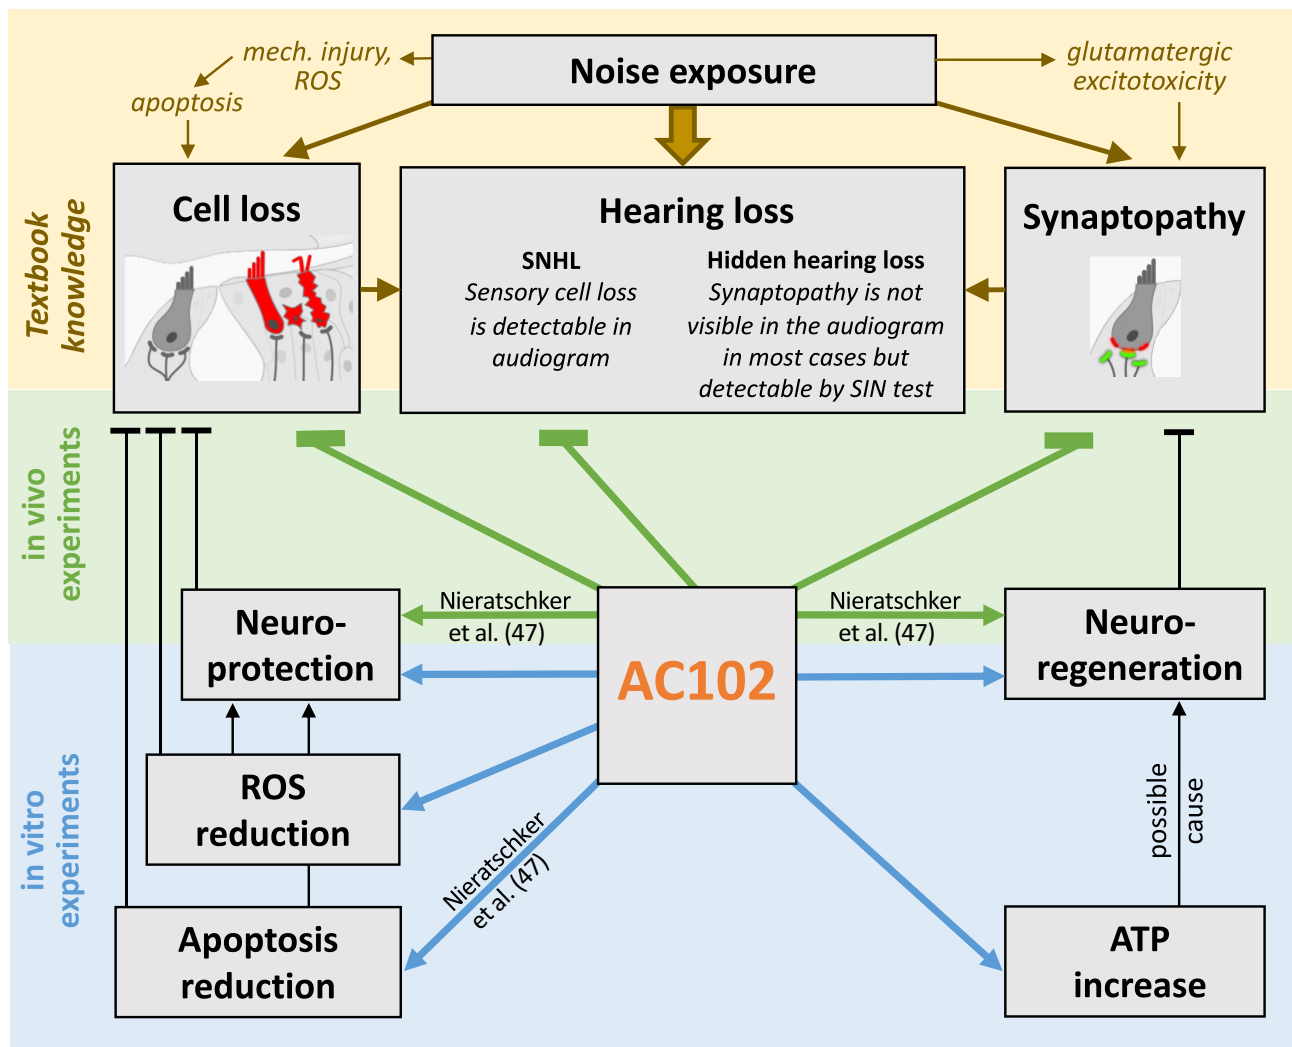 Noise exposure
mech. injury,
ROS
apoptosis
glutamatergic
excitotoxicity
Textbook
knowledge
Cell loss
Hearing loss
SNHL
Sensory cell loss
is detectable in
audiogram
Hidden hearing loss
Synaptopathy is not
visible in the audiogram
in most cases but
detectable by SIN test
Synaptopathy
in vivo
experiments
Neuro-
protection
Nieratschker
et al. (47)
AC102
Nieratschker
et al. (47)
Neuro-
regeneration
in vitro
experiments
ROS
reduction
Nieratschker
et al. (47)
possible
cause
Apoptosis
reduction
ATP
increase